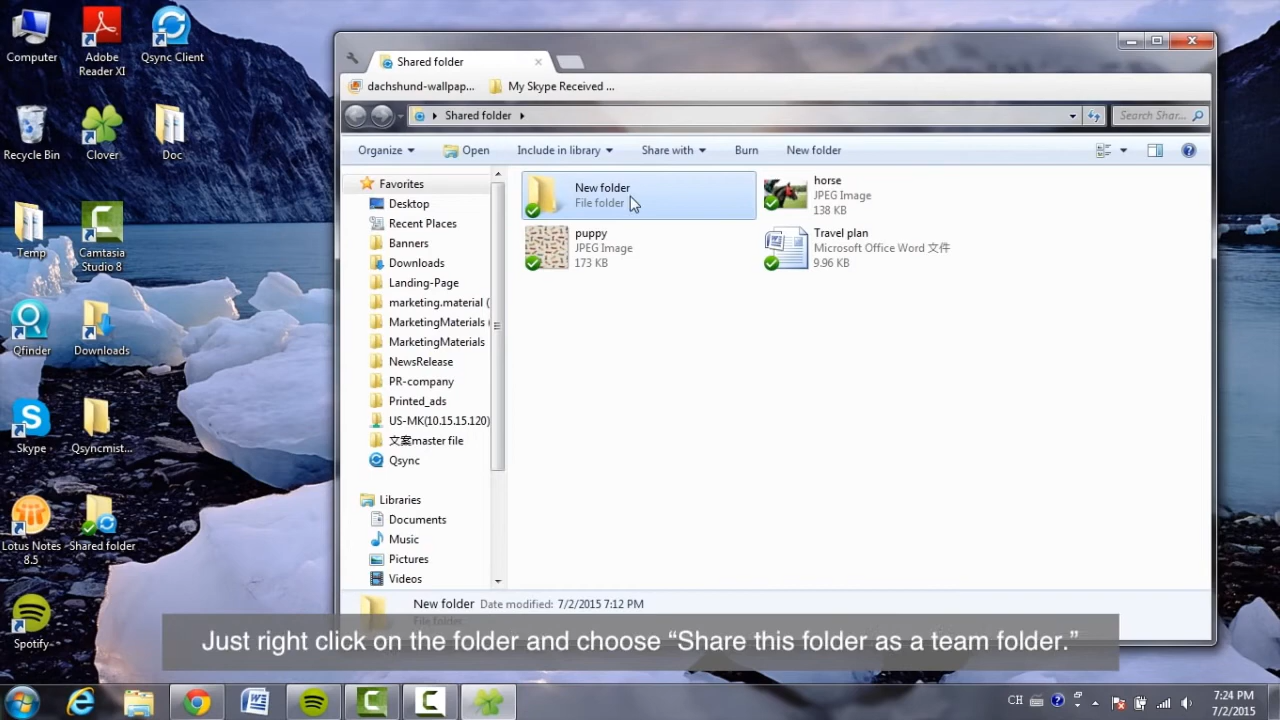 Computer
Adobe
Reader XI
Qsync Client
Recycle Bin
Clover
Doc
Temp
Camtasia
Studio 8
Qfinder
Downloads
Skype
Qsyncmist...
Lotus Notes
8.5
Shared folder
Spotify
Shared folder
dachshund-wallpap...
My Skype Received ...
Shared folder
Search Shar...
Organize
Open
Include in library
Share with
Burn
New folder
Favorites
Desktop
Recent Places
Banners
Downloads
Landing-Page
marketing.material (
MarketingMaterials (
MarketingMaterials
NewsRelease
PR-company
Printed_ads
US-MK(10.15.15.120)
文案master file
Qsync
Libraries
Documents
Music
Pictures
Videos
New folder
File folder
horse
JPEG Image
138 KB
puppy
JPEG Image
173 KB
Travel plan
Microsoft Office Word 文件
9.96 KB
New folder Date modified: 7/2/2015 7:12 PM
File folder
Just right click on the folder and choose “Share this folder as a team folder.”
CH
7:24 PM
7/2/2015